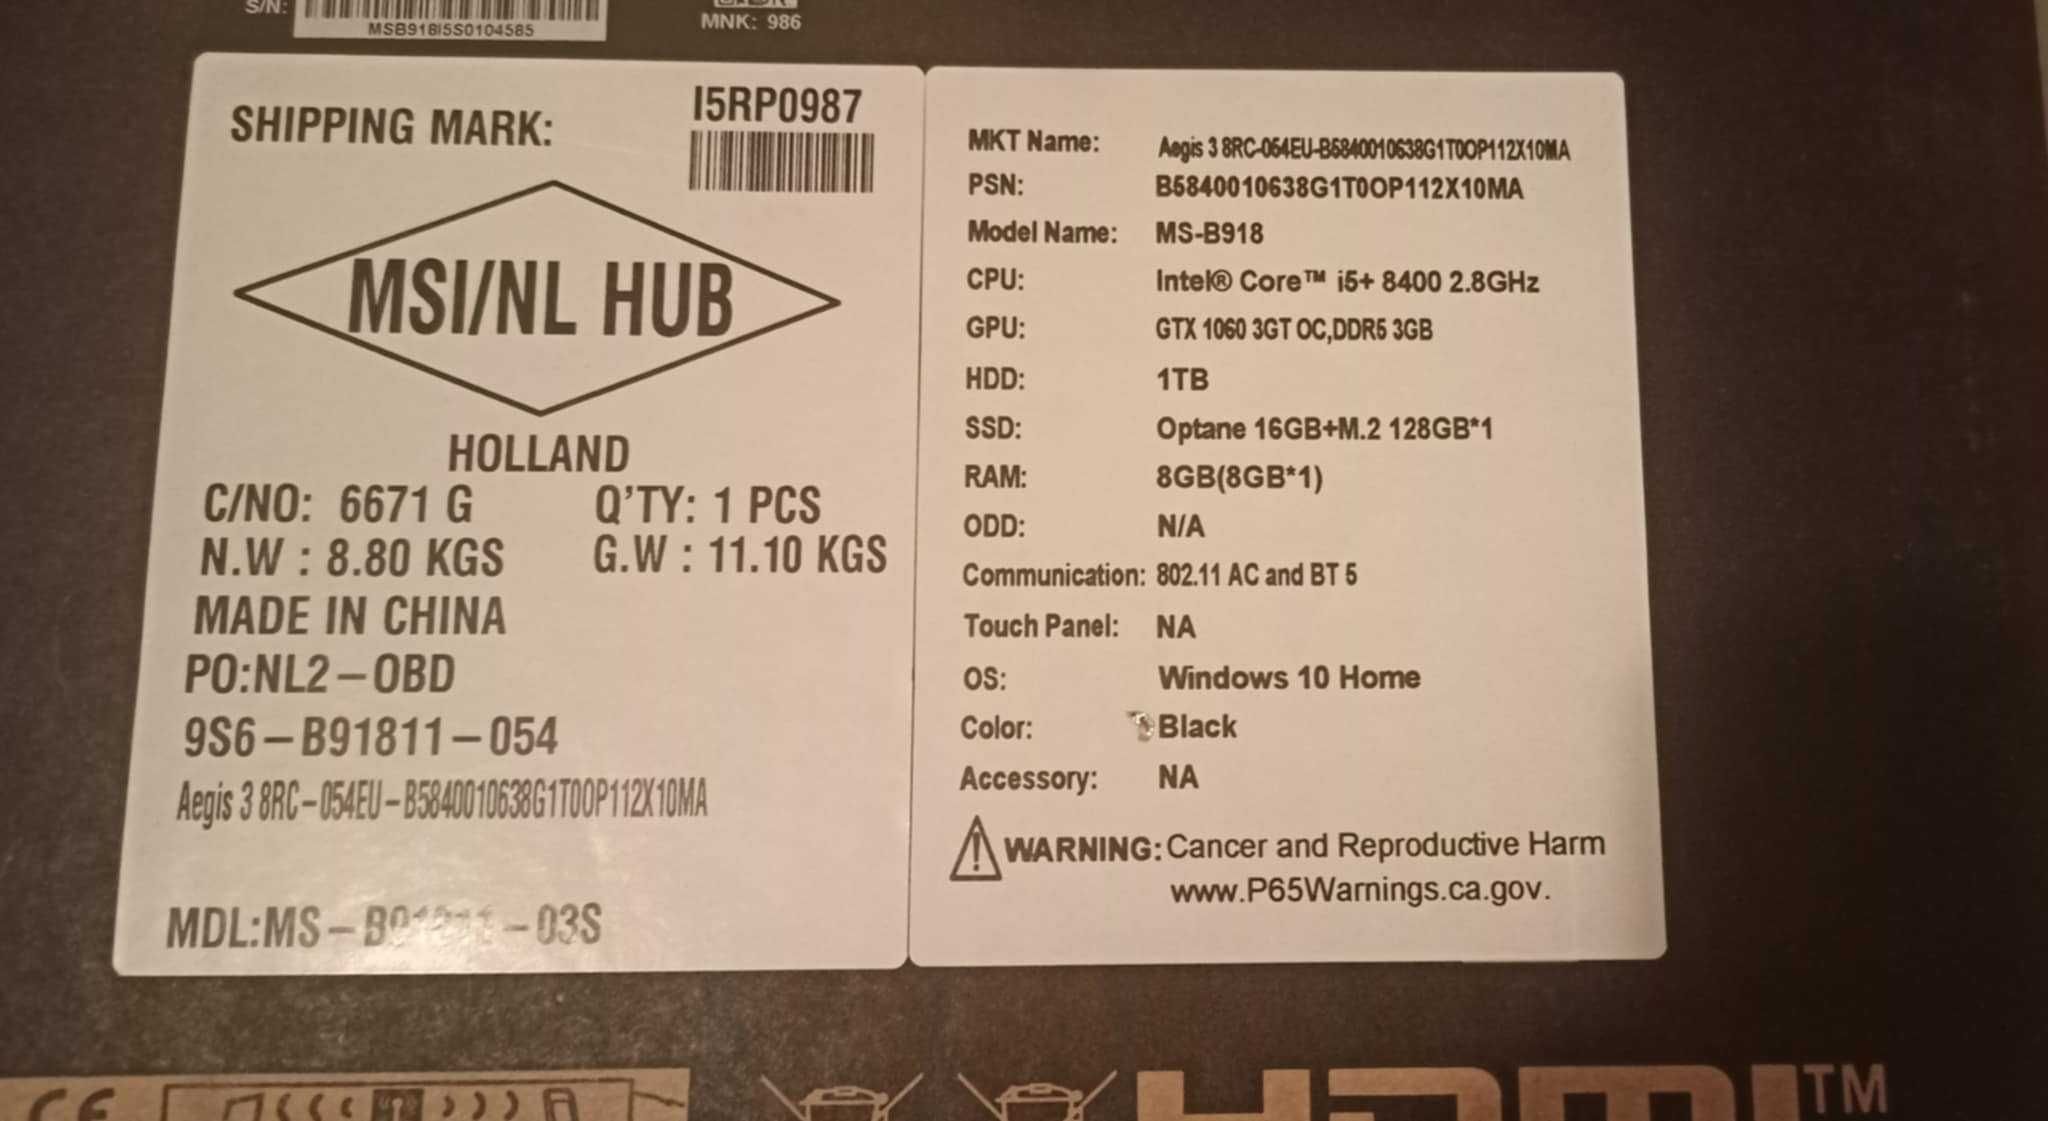 S/N:
MSB918I5S0104585
MNK: 986
SHIPPING MARK:
I5RP0987
MSI/NL HUB
HOLLAND
C/NO: 6671 G
Q'TY: 1 PCS
N.W : 8.80 KGS
G.W : 11.10 KGS
MADE IN CHINA
PO:NL2-OBD
9S6-B91811-054
Aegis 3 8RC-054EU-B5840010638G1T0OP112X10MA
MDL:MS-B91811-03S
MKT Name: Aegis 3 8RC-054EU-B5840010638G1T0OP112X10MA
PSN: B5840010638G1T0OP112X10MA
Model Name: MS-B918
CPU: Intel® Core™ i5+ 8400 2.8GHz
GPU: GTX 1060 3GT OC,DDR5 3GB
HDD: 1TB
SSD: Optane 16GB+M.2 128GB*1
RAM: 8GB(8GB*1)
ODD: N/A
Communication: 802.11 AC and BT 5
Touch Panel: NA
OS: Windows 10 Home
Color: Black
Accessory: NA
WARNING: Cancer and Reproductive Harm
www.P65Warnings.ca.gov.
CE
HDMI™